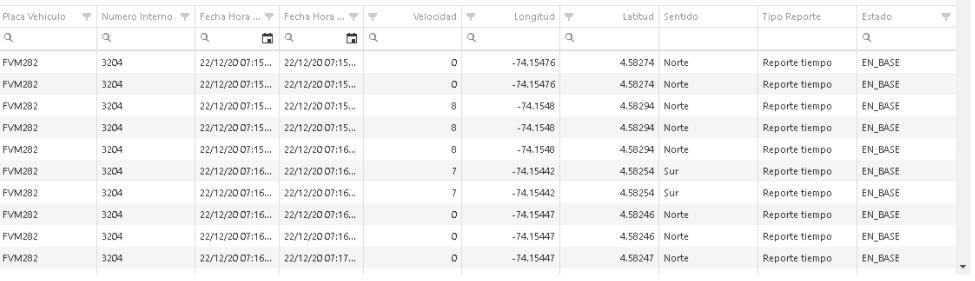 Placa Vehiculo Numero Interno Fecha Hora ... Fecha Hora ... Velocidad Longitud Latitud Sentido Tipo Reporte Estado
FVM282 3204 22/12/20 07:15... 22/12/20 07:15... 0 -74.15476 4.58274 Norte Reporte tiempo EN_BASE
FVM282 3204 22/12/20 07:15... 22/12/20 07:15... 0 -74.15476 4.58274 Norte Reporte tiempo EN_BASE
FVM282 3204 22/12/20 07:15... 22/12/20 07:15... 8 -74.1548 4.58294 Norte Reporte tiempo EN_BASE
FVM282 3204 22/12/20 07:15... 22/12/20 07:15... 8 -74.1548 4.58294 Norte Reporte tiempo EN_BASE
FVM282 3204 22/12/20 07:15... 22/12/20 07:16... 8 -74.1548 4.58294 Norte Reporte tiempo EN_BASE
FVM282 3204 22/12/20 07:16... 22/12/20 07:16... 7 -74.15442 4.58254 Sur Reporte tiempo EN_BASE
FVM282 3204 22/12/20 07:16... 22/12/20 07:16... 7 -74.15442 4.58254 Sur Reporte tiempo EN_BASE
FVM282 3204 22/12/20 07:16... 22/12/20 07:16... 0 -74.15447 4.58246 Norte Reporte tiempo EN_BASE
FVM282 3204 22/12/20 07:16... 22/12/20 07:16... 0 -74.15447 4.58246 Norte Reporte tiempo EN_BASE
FVM282 3204 22/12/20 07:16... 22/12/20 07:17... 0 -74.15447 4.58247 Norte Reporte tiempo EN_BASE